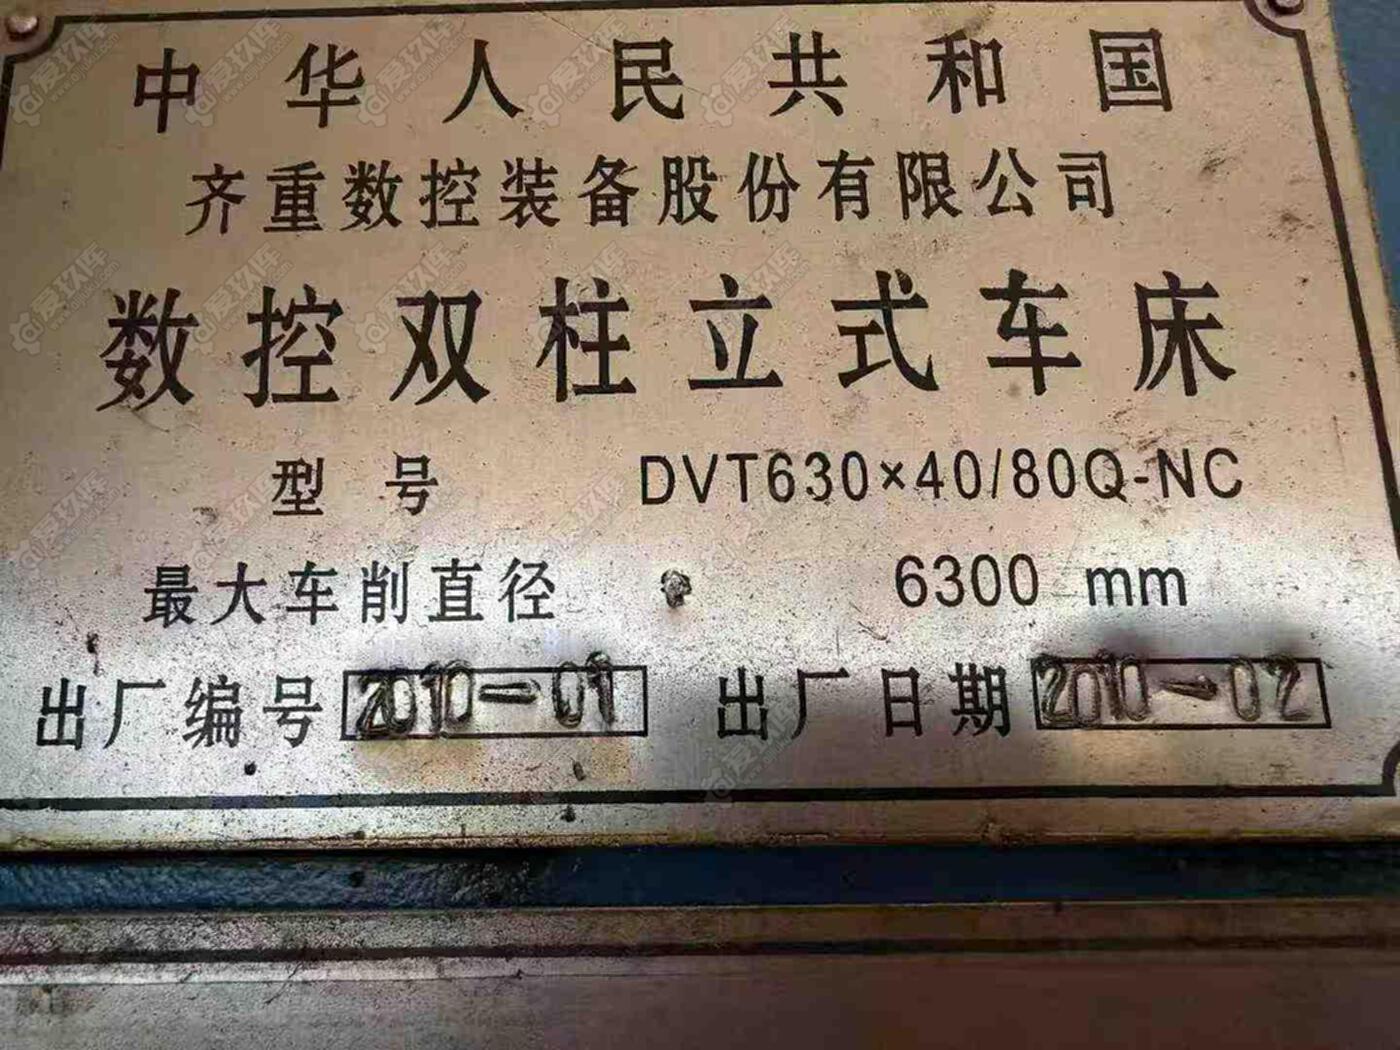 中华人民共和国
齐重数控装备股份有限公司
数控双柱立式车床
型号 DVT630×40/80Q-NC
最大车削直径 6300 mm
出厂编号 2010-01 出厂日期 2010-02